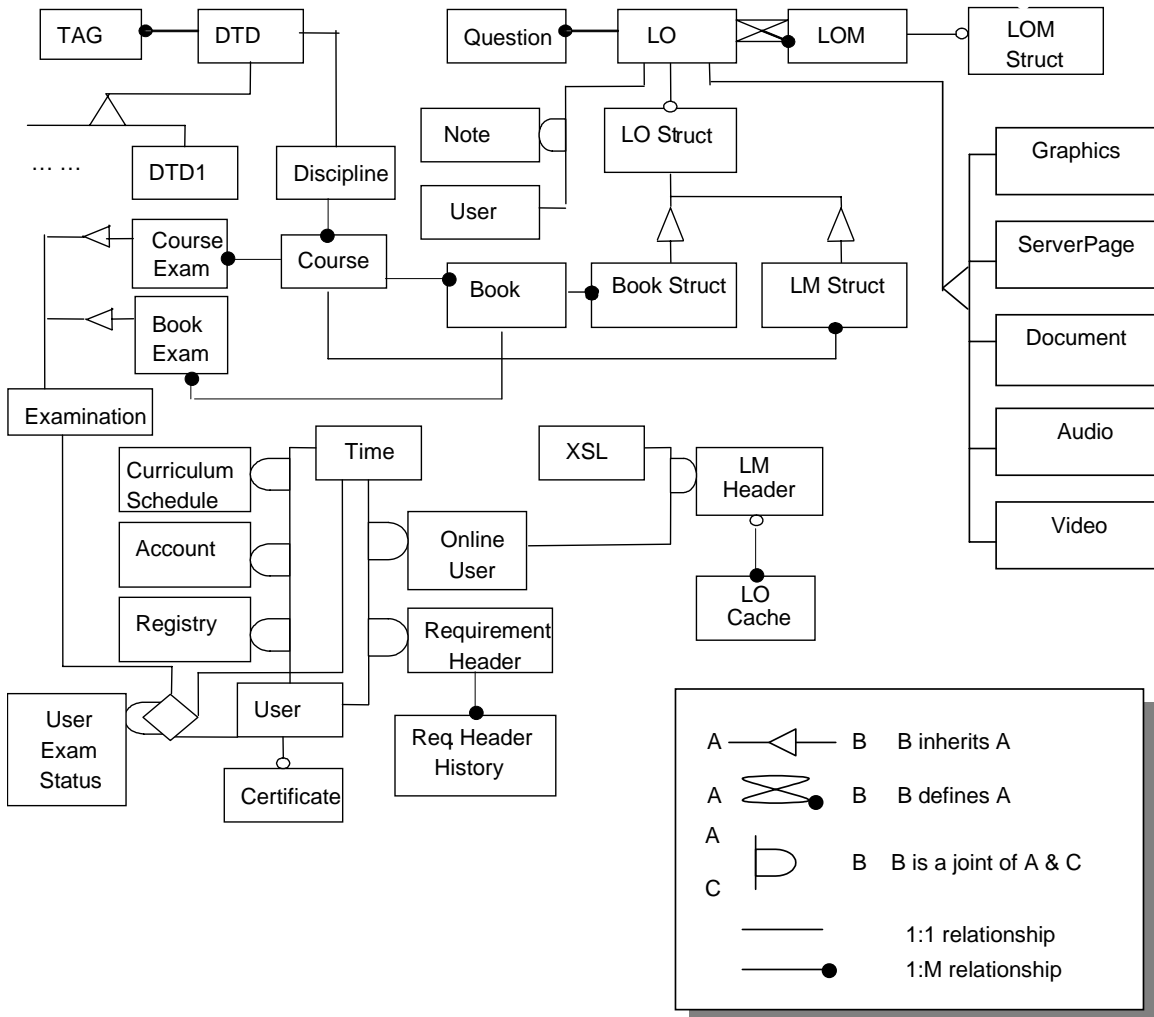 TAG
DTD
Question
LO
LOM
LOM
Struct
Note
LO Struct
… …
DTD1
Discipline
User
Graphics
ServerPage
Document
Audio
Video
Course
Exam
Course
Book
Book Struct
LM Struct
Book
Exam
Examination
Time
XSL
LM
Header
Curriculum
Schedule
Account
Online
User
LO
Cache
Registry
Requirement
Header
User
Exam
Status
User
Req Header
History
Certificate
A B B inherits A
A B B defines A
A
B B is a joint of A & C
C
1:1 relationship
1:M relationship